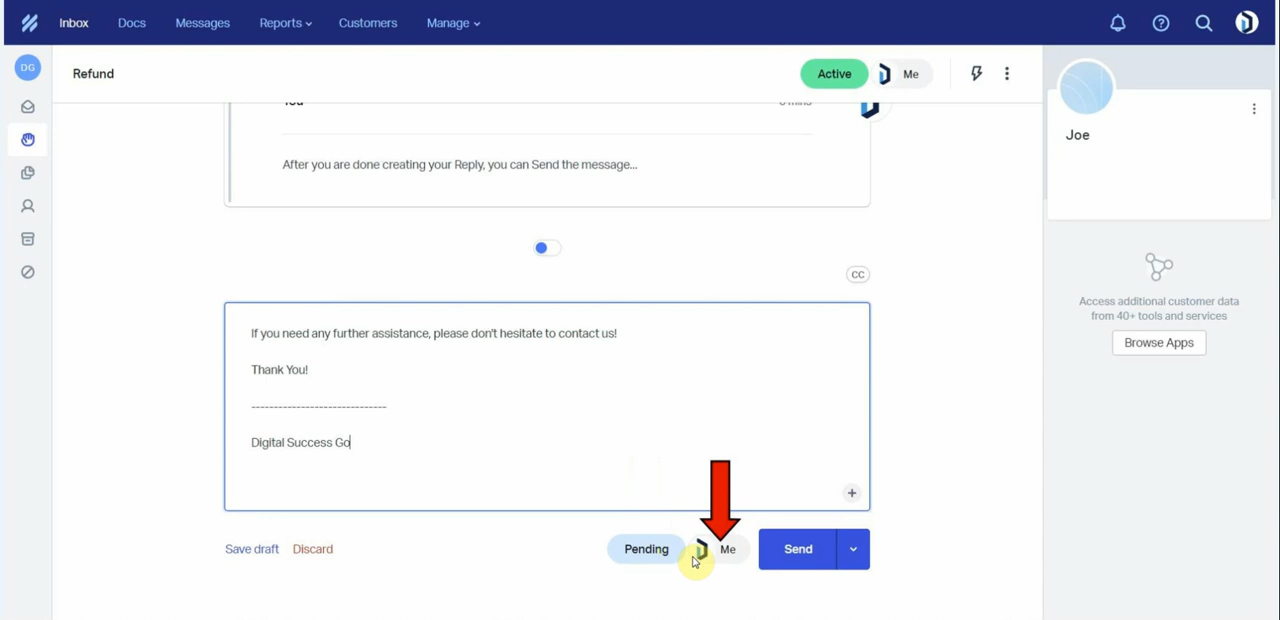 Inbox
Docs
Messages
Reports
Customers
Manage
DG
Refund
Active
Me
After you are done creating your Reply, you can Send the message...
CC
If you need any further assistance, please don't hesitate to contact us!
Thank You!
------------------------------
Digital Success Go
Save draft
Discard
Pending
Me
Send
Joe
Access additional customer data
from 40+ tools and services
Browse Apps